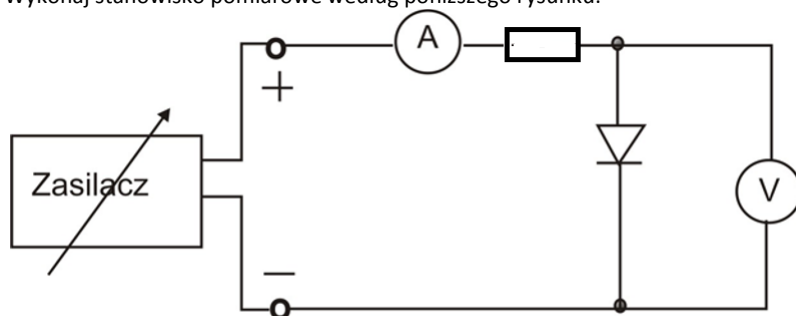 Wykonaj stanowisko pomiarowe według poniższego rysunku:
A
+
Zasilacz
V
−